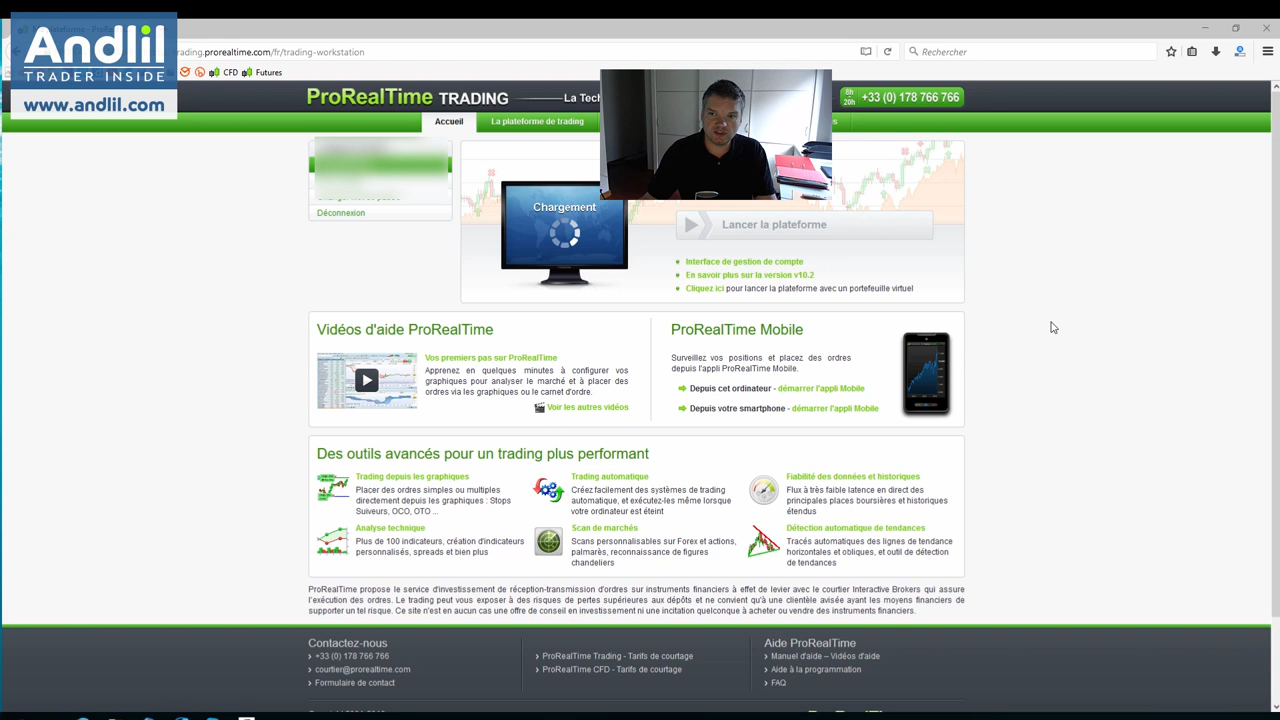 Andlil
TRADER INSIDE
www.andlil.com
trading.prorealtime.com/fr/trading-workstation
Rechercher
CFD
Futures
ProRealTime TRADING
La Tech
8h
20h
+33 (0) 178 766 766
Accueil
La plateforme de trading
Déconnexion
Chargement
Lancer la plateforme
Interface de gestion de compte
En savoir plus sur la version v10.2
Cliquez ici pour lancer la plateforme avec un portefeuille virtuel
Vidéos d'aide ProRealTime
Vos premiers pas sur ProRealTime
Apprenez en quelques minutes à configurer vos
graphiques pour analyser le marché et à placer des
ordres via les graphiques ou le carnet d'ordre.
Voir les autres vidéos
ProRealTime Mobile
Surveillez vos positions et placez des ordres
depuis l'appli ProRealTime Mobile.
Depuis cet ordinateur - démarrer l'appli Mobile
Depuis votre smartphone - démarrer l'appli Mobile
Des outils avancés pour un trading plus performant
Trading depuis les graphiques
Placer des ordres simples ou multiples
directement depuis les graphiques : Stops
Suiveurs, OCO, OTO ...
Trading automatique
Créez facilement des systèmes de trading
automatique, et exécutez-les même lorsque
votre ordinateur est éteint
Fiabilité des données et historiques
Flux à très faible latence en direct des
principales places boursières et historiques
étendus
Analyse technique
Plus de 100 indicateurs, création d'indicateurs
personnalisés, spreads et bien plus
Scan de marchés
Scans personnalisables sur Forex et actions,
palmarès, reconnaissance de figures
chandeliers
Détection automatique de tendances
Tracés automatiques des lignes de tendance
horizontales et obliques, et outil de détection
de tendances
ProRealTime propose le service d'investissement de réception-transmission d'ordres sur instruments financiers à effet de levier avec le courtier Interactive Brokers qui assure
l'exécution des ordres. Le trading peut vous exposer à des risques de pertes supérieures aux dépôts et ne convient qu'à une clientèle avisée ayant les moyens financiers de
supporter un tel risque. Ce site n'est en aucun cas une offre de conseil en investissement ni une incitation quelconque à acheter ou vendre des instruments financiers.
Contactez-nous
+33 (0) 178 766 766
courtier@prorealtime.com
Formulaire de contact
ProRealTime Trading - Tarifs de courtage
ProRealTime CFD - Tarifs de courtage
Aide ProRealTime
Manuel d'aide – Vidéos d'aide
Aide à la programmation
FAQ